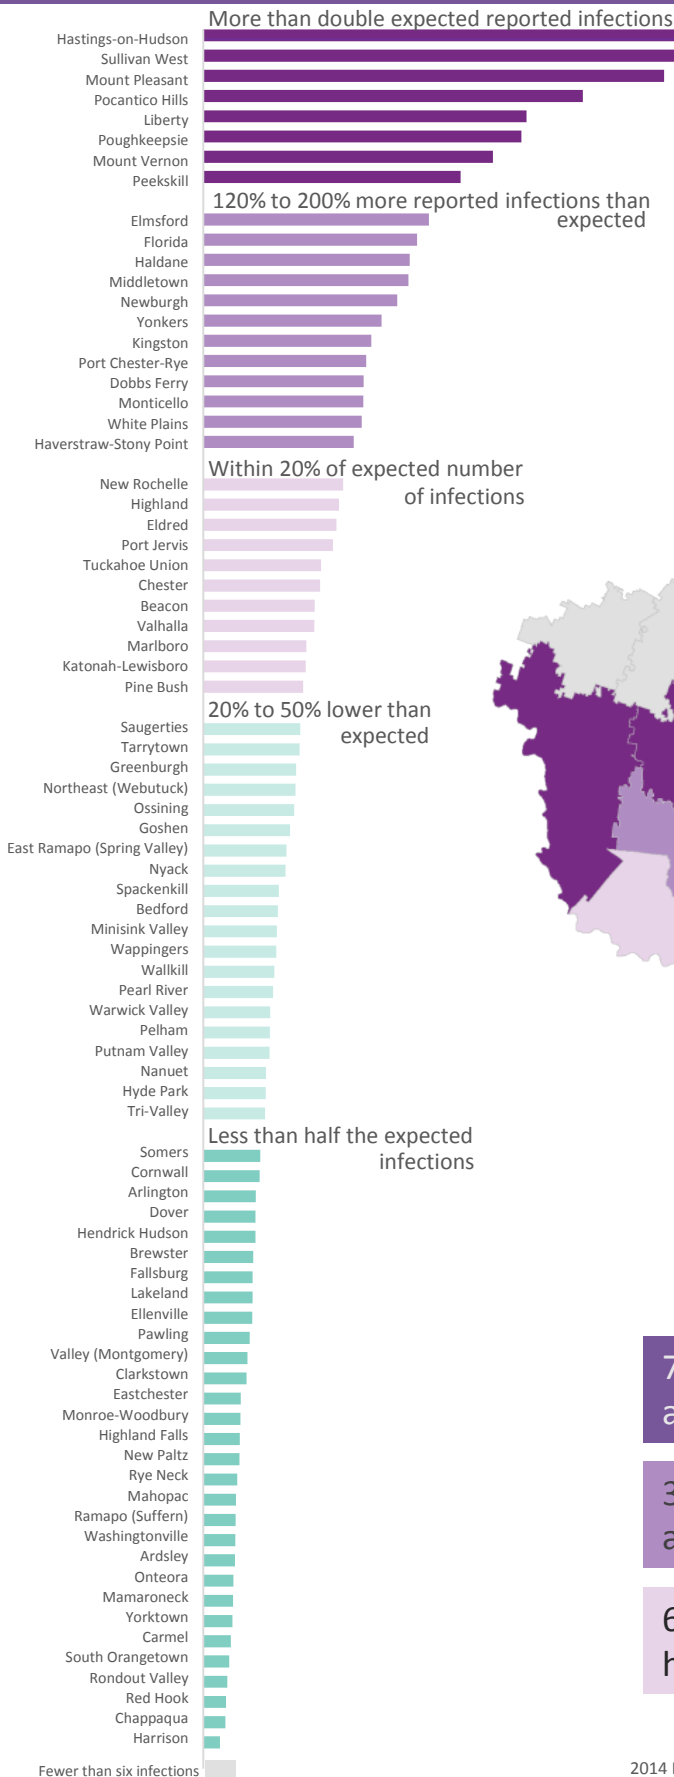 More than double expected reported infections
Hastings-on-Hudson
Sullivan West
Mount Pleasant
Pocantico Hills
Liberty
Poughkeepsie
Mount Vernon
Peekskill
120% to 200% more reported infections than
expected
Elmsford
Florida
Haldane
Middletown
Newburgh
Yonkers
Kingston
Port Chester-Rye
Dobbs Ferry
Monticello
White Plains
Haverstraw-Stony Point
Within 20% of expected number
of infections
New Rochelle
Highland
Eldred
Port Jervis
Tuckahoe Union
Chester
Beacon
Valhalla
Marlboro
Katonah-Lewisboro
Pine Bush
20% to 50% lower than
expected
Saugerties
Tarrytown
Greenburgh
Northeast (Webutuck)
Ossining
Goshen
East Ramapo (Spring Valley)
Nyack
Spackenkill
Bedford
Minisink Valley
Wappingers
Wallkill
Pearl River
Warwick Valley
Pelham
Putnam Valley
Nanuet
Hyde Park
Tri-Valley
Less than half the expected
infections
Somers
Cornwall
Arlington
Dover
Hendrick Hudson
Brewster
Fallsburg
Lakeland
Ellenville
Pawling
Valley (Montgomery)
Clarkstown
Eastchester
Monroe-Woodbury
Highland Falls
New Paltz
Rye Neck
Mahopac
Ramapo (Suffern)
Washingtonville
Ardsley
Onteora
Mamaroneck
Yorktown
Carmel
South Orangetown
Rondout Valley
Red Hook
Chappaqua
Harrison
Fewer than six infections
7
a
3
a
6
h
2014